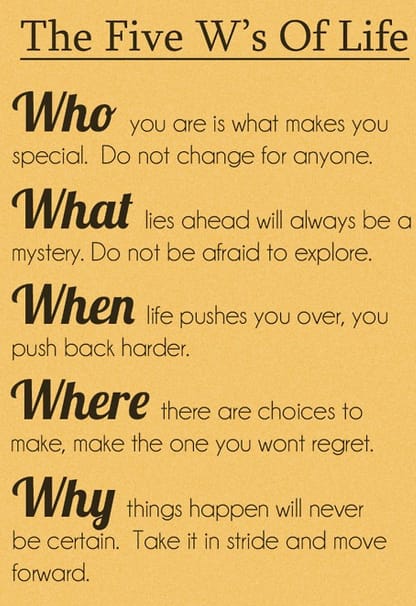 The Five W's Of Life
Who you are is what makes you
special. Do not change for anyone.
What lies ahead will always be a
mystery. Do not be afraid to explore.
When life pushes you over, you
push back harder.
Where there are choices to
make, make the one you wont regret.
Why things happen will never
be certain. Take it in stride and move
forward.